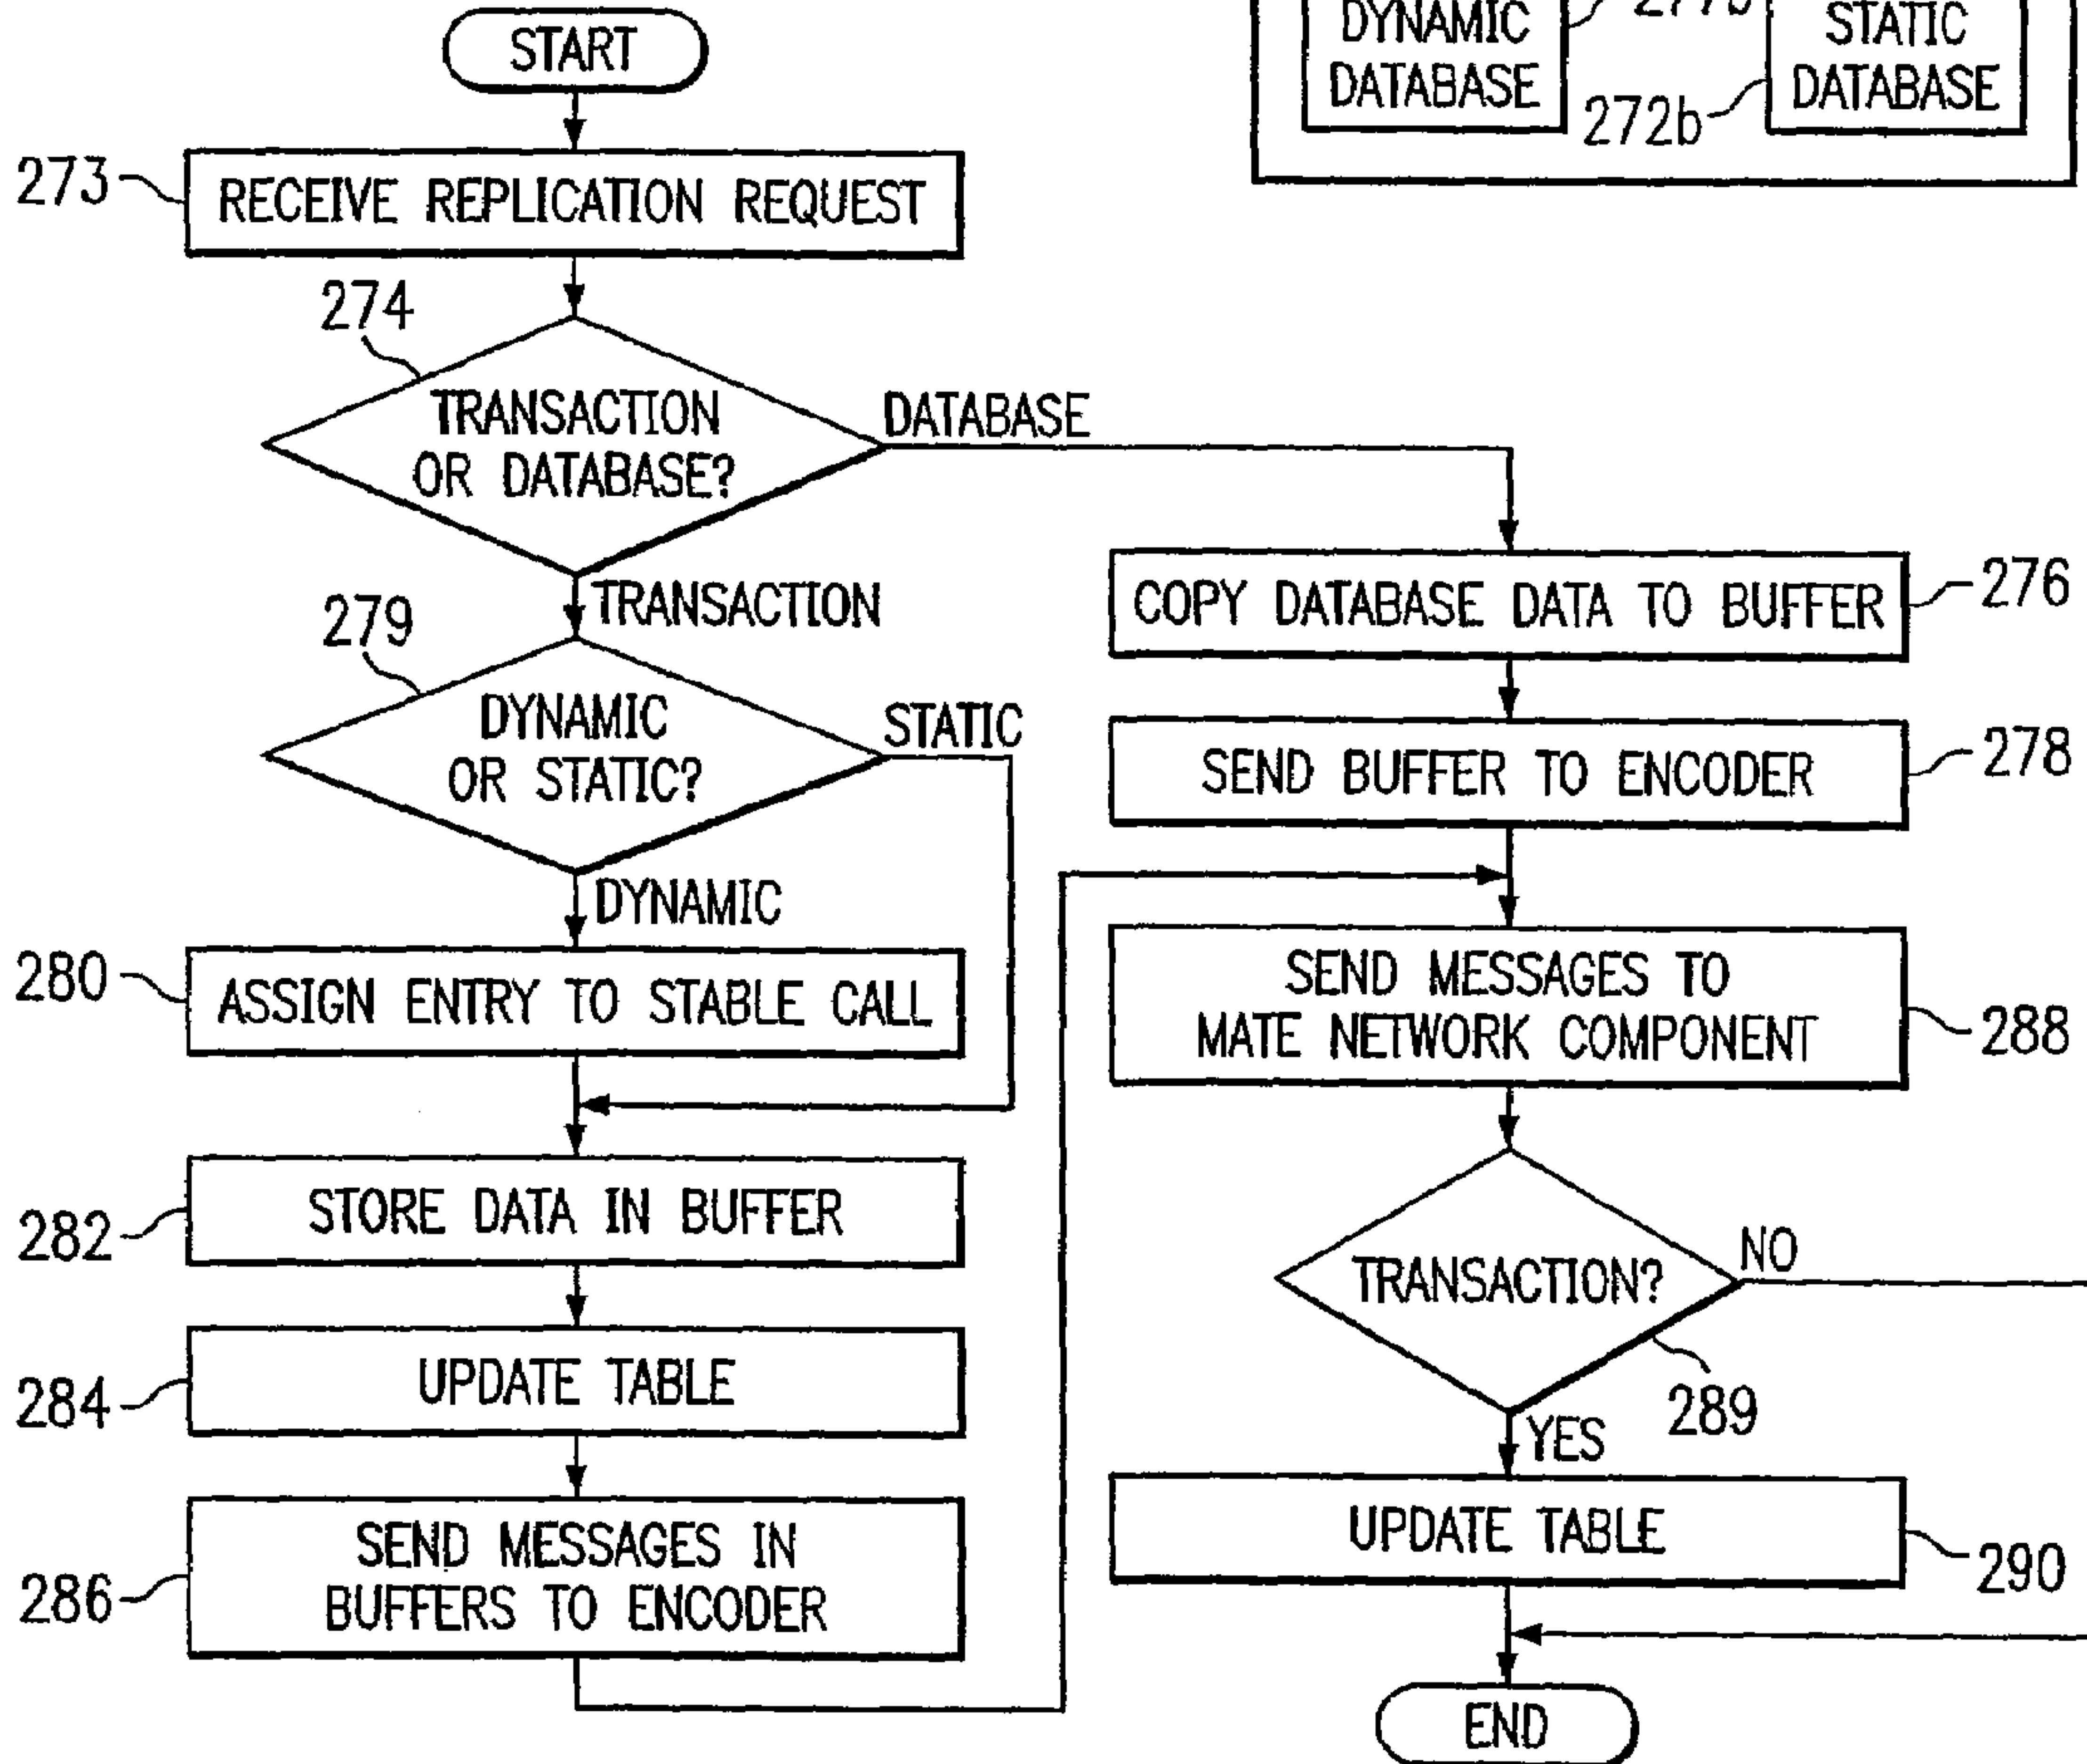 START
273
RECEIVE REPLICATION REQUEST
274
TRANSACTION
OR DATABASE?
DATABASE
TRANSACTION
279
DYNAMIC
OR STATIC?
STATIC
DYNAMIC
280
ASSIGN ENTRY TO STABLE CALL
282
STORE DATA IN BUFFER
284
UPDATE TABLE
286
SEND MESSAGES IN
BUFFERS TO ENCODER
DYNAMIC
DATABASE
STATIC
DATABASE
272b
COPY DATABASE DATA TO BUFFER
276
SEND BUFFER TO ENCODER
278
SEND MESSAGES TO
MATE NETWORK COMPONENT
288
TRANSACTION?
NO
289
YES
UPDATE TABLE
290
END